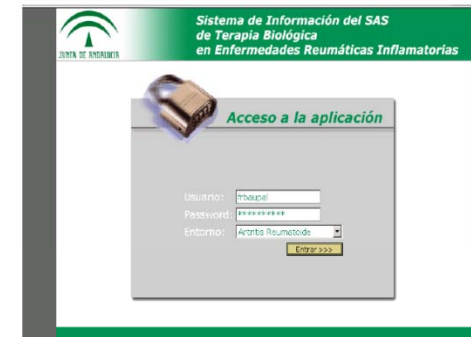 Sistema de Información del SAS
de Terapia Biológica
en Enfermedades Reumáticas Inflamatorias
JUNTA DE ANDALUCIA
Acceso a la aplicación
Usuario:
Password: **********
Entorno: Artritis Reumatoide
Entrar >>>